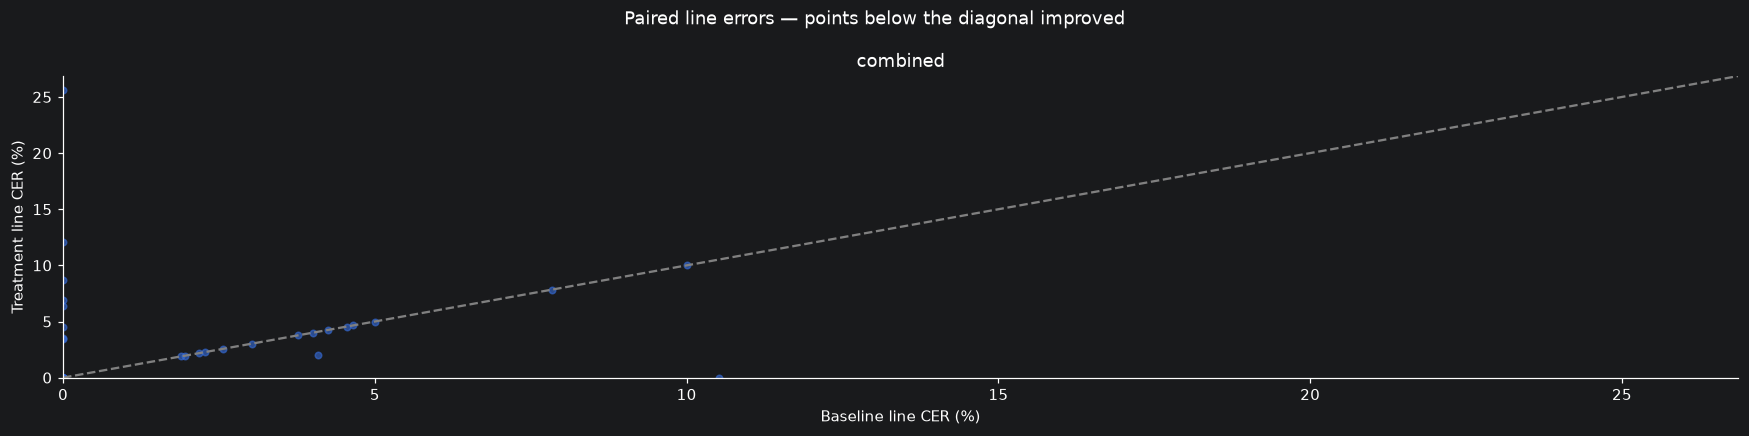 Paired line errors — points below the diagonal improved
combined
Treatment line CER (%)
25
20
15
10
5
0
0 5 10 15 20 25
Baseline line CER (%)